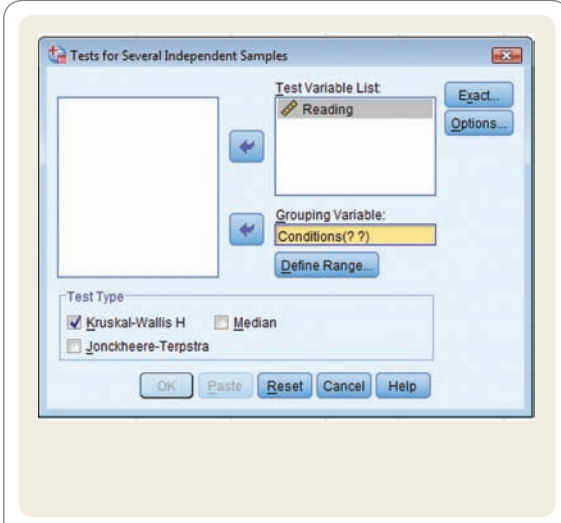 Tests for Several Independent Samples
Test Variable List:
Reading
Exact...
Options...
Grouping Variable:
Conditions(? ?)
Define Range...
Test Type
Kruskal-Wallis H Median
Jonckheere-Terpstra
OK Paste Reset Cancel Help